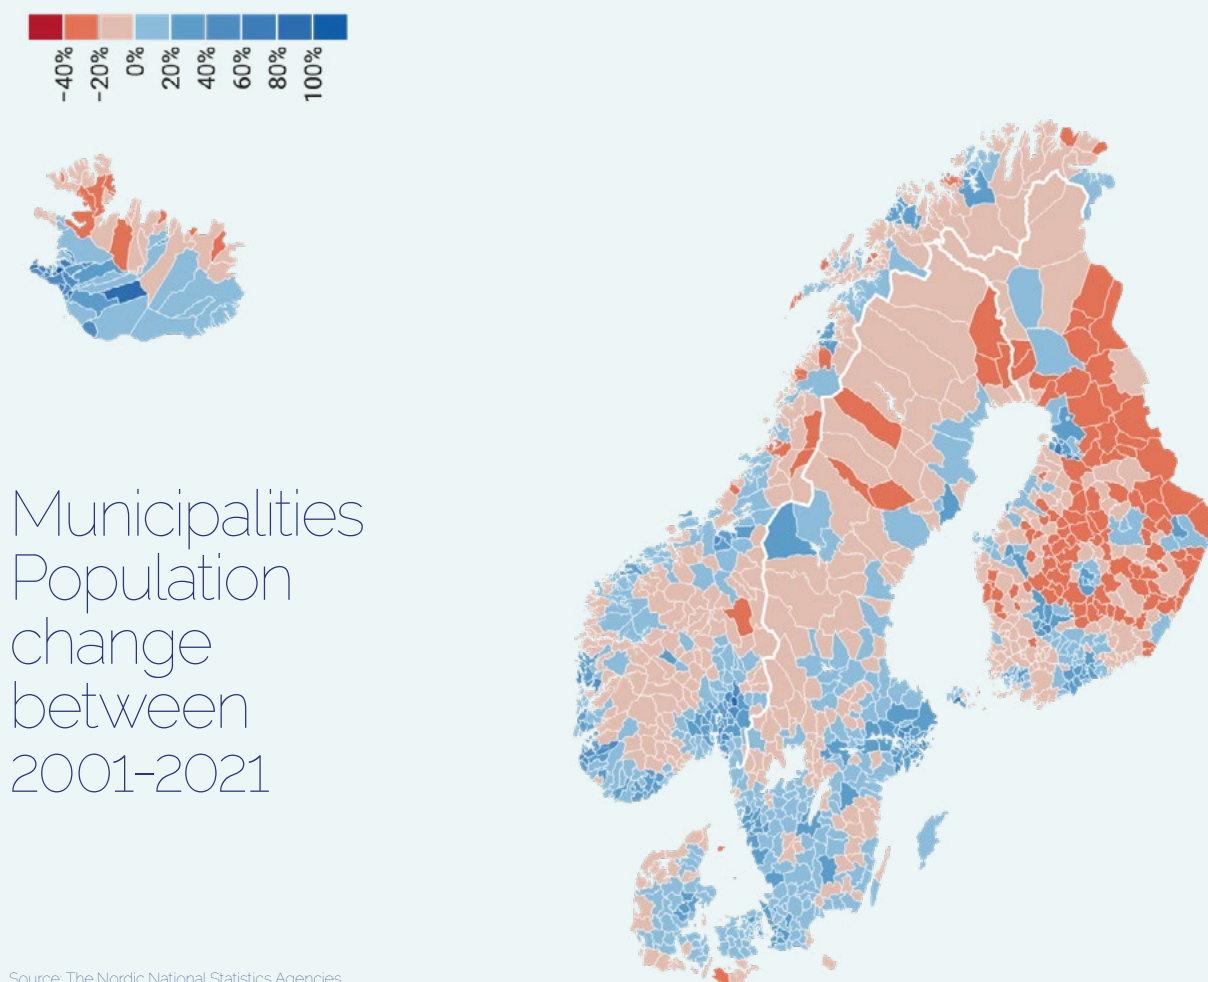 -40%
-20%
0%
20%
40%
60%
80%
100%
Municipalities
Population
change
between
2001-2021
Source: The Nordic National Statistics Agencies